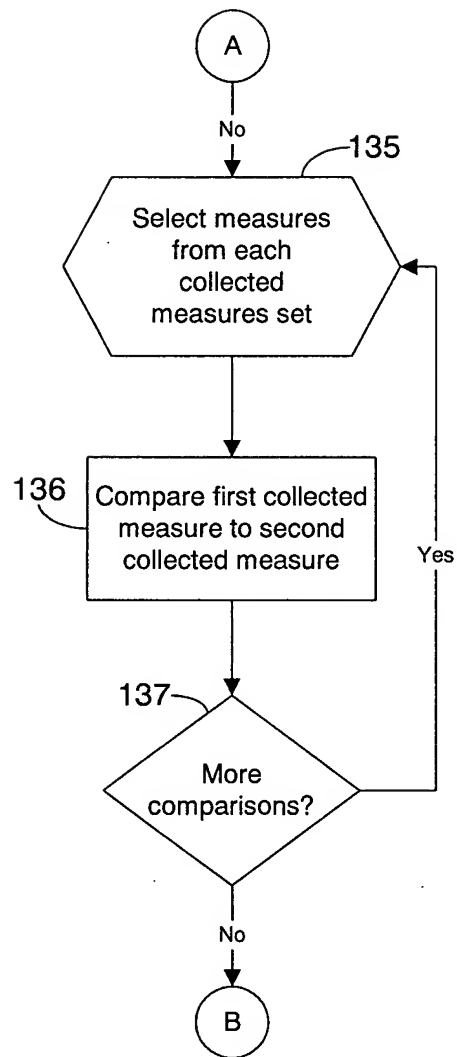 A
No
135
Select measures
from each
collected
measures set
136
Compare first collected
measure to second
collected measure
Yes
137
More
comparisons?
No
B